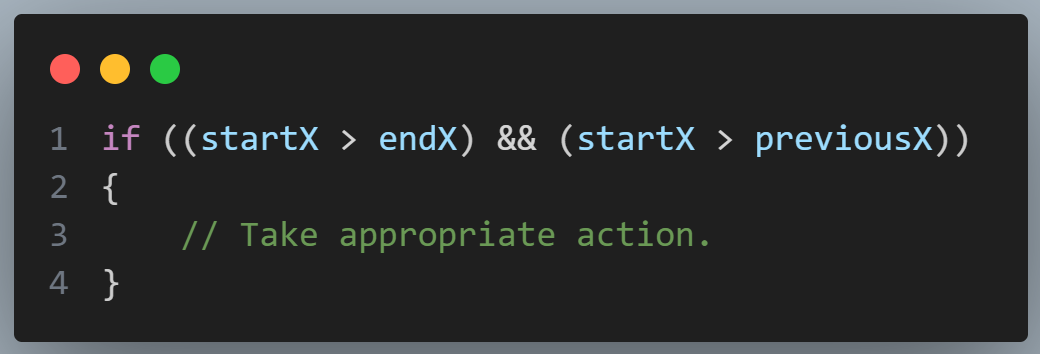 1 if ((startX > endX) && (startX > previousX))
2 {
3     // Take appropriate action.
4 }